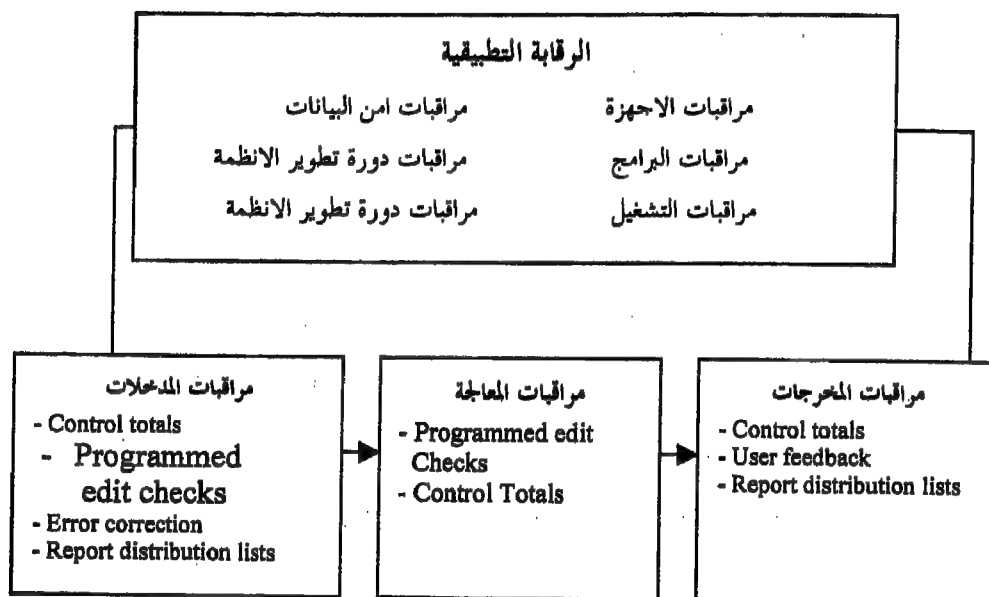 الوقابة التطبيقية
مراقبات الاجهزة مراقبات امن البيانات
مراقبات البرامج مراقبات دورة تطوير الانظمة
مراقبات التشغيل مراقبات دورة تطوير الانظمة
مراقبات المدخلات
- Control totals
- Programmed
edit checks
- Error correction
- Report distribution lists
مراقبات المعالجة
- Programmed edit
Checks
- Control Totals
مراقبات المخرجات
- Control totals
- User feedback
- Report distribution lists